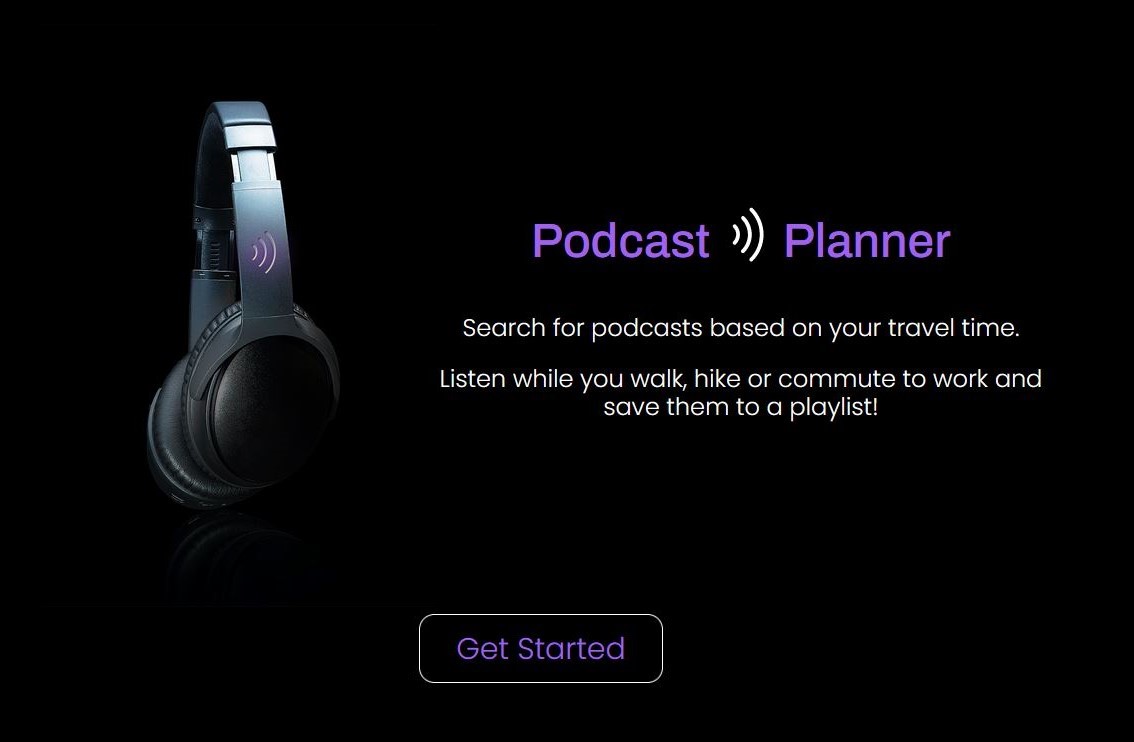 Podcast Planner
Search for podcasts based on your travel time.
Listen while you walk, hike or commute to work and
save them to a playlist!
Get Started